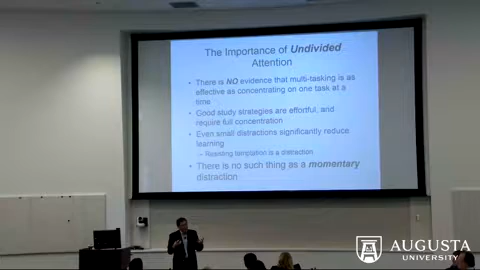 The Importance of Undivided
Attention
• There is NO evidence that multi-tasking is as
effective as concentrating on one task at a
time
• Good study strategies are effortful, and
require full concentration
• Even small distractions significantly reduce
learning
– Resisting temptation is a distraction
• There is no such thing as a momentary
distraction
AUGUSTA
UNIVERSITY